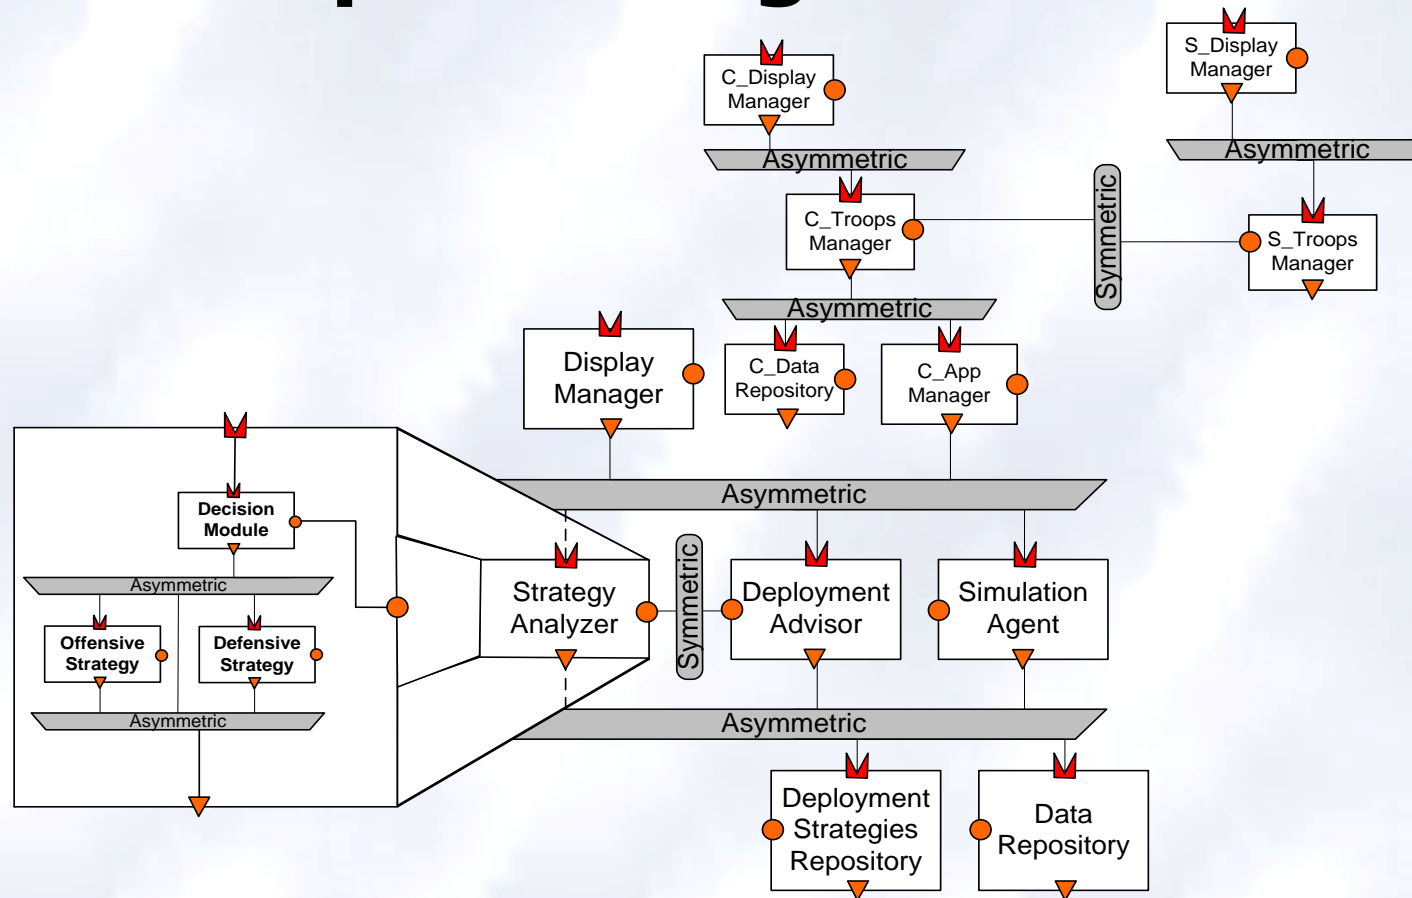 S_Display
Manager
C_Display
Manager
Asymmetric
Asymmetric
C_Troops
Manager
Symmetric
S_Troops
Manager
Asymmetric
Display
Manager
C_Data
Repository
C_App
Manager
Asymmetric
Decision
Module
Asymmetric
Offensive
Strategy
Defensive
Strategy
Asymmetric
Strategy
Analyzer
Symmetric
Deployment
Advisor
Simulation
Agent
Asymmetric
Deployment
Strategies
Repository
Data
Repository